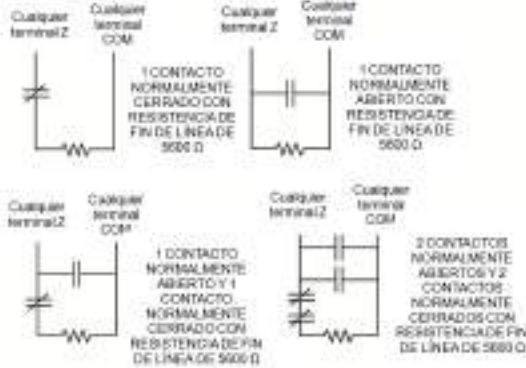 Cualquier
terminal Z
Cualquier
terminal
COM
1 CONTACTO
NORMALMENTE
CERRADO CON
RESISTENCIA DE
FIN DE LÍNEA DE
5600 Ω
Cualquier
terminal Z
Cualquier
terminal
COM
1 CONTACTO
NORMALMENTE
ABIERTO CON
RESISTENCIA DE
FIN DE LÍNEA DE
5600 Ω
Cualquier
terminal Z
Cualquier
terminal
COM
1 CONTACTO
NORMALMENTE
ABIERTO Y 1
CONTACTO
NORMALMENTE
CERRADO CON
RESISTENCIA DE FIN
DE LÍNEA DE 5600 Ω
Cualquier
terminal Z
Cualquier
terminal
COM
2 CONTACTOS
NORMALMENTE
ABIERTOS Y 2
CONTACTOS
NORMALMENTE
CERRADOS CON
RESISTENCIA DE FIN
DE LÍNEA DE 5600 Ω